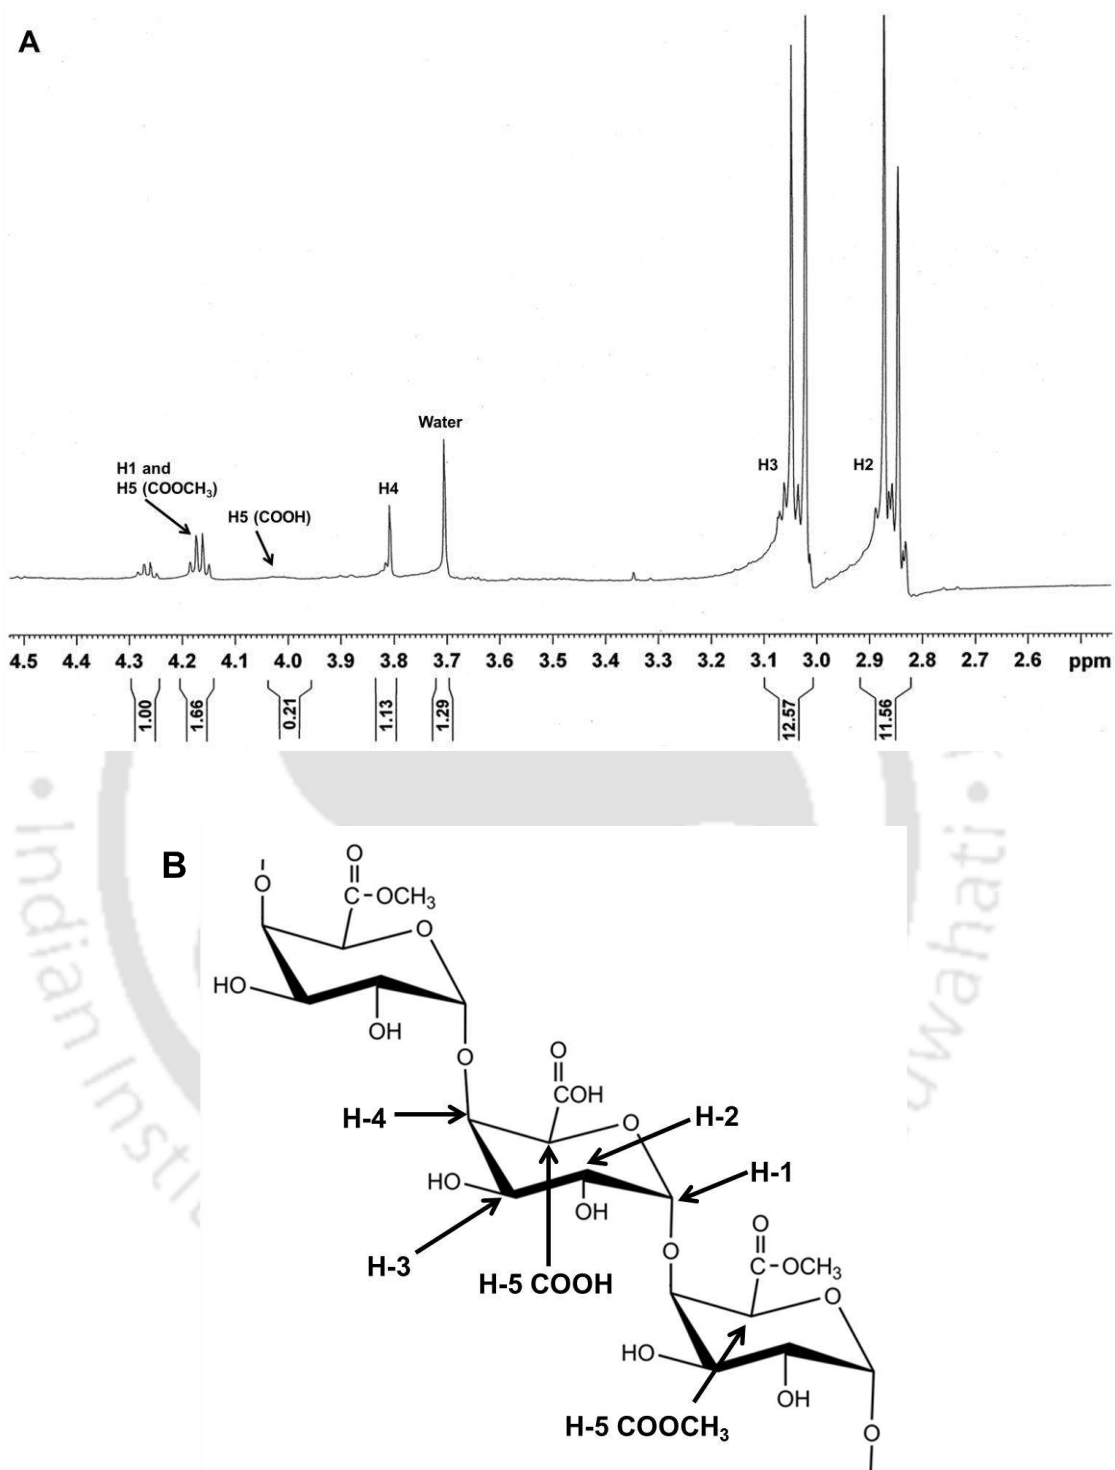 A
Water
H1 and
H5 (COOCH₃)
H4
H3
H2
H5 (COOH)
4.5 4.4 4.3 4.2 4.1 4.0 3.9 3.8 3.7 3.6 3.5 3.4 3.3 3.2 3.1 3.0 2.9 2.8 2.7 2.6 ppm
1.00 1.66 0.21 1.13 1.29 12.57 11.56
Indian Insti
uwahati
B
O
O
C-OCH₃
O
HO
OH
O
O
COH
H-4
O
H-2
HO
H-1
OH
O
O
H-3
H-5 COOH
C-OCH₃
O
HO
OH
H-5 COOCH₃
O